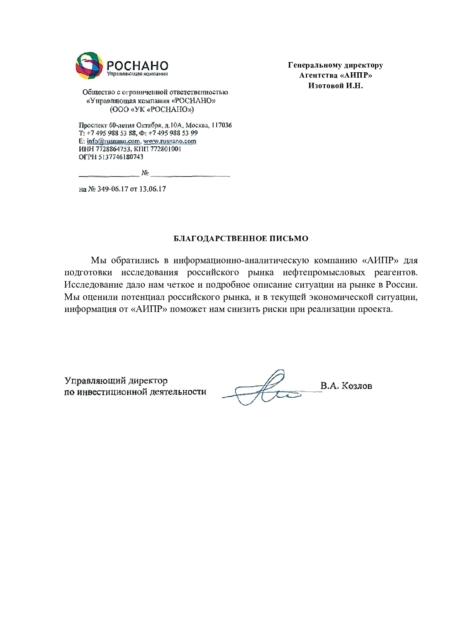 РОСНАНО
Управляющая компания
Общество с ограниченной ответственностью
«Управляющая компания «РОСНАНО»
(ООО «УК «РОСНАНО»)
Проспект 60-летия Октября, д.10А, Москва, 117036
Т: +7 495 988 53 88, Ф: +7 495 988 53 99
E: info@rusnano.com, www.rusnano.com
ИНН 7728864753, КПП 772801001
ОГРН 5137746180743
№
на № 349-06.17 от 13.06.17
Генеральному директору
Агентства «АИПР»
Изотовой И.Н.
БЛАГОДАРСТВЕННОЕ ПИСЬМО
Мы обратились в информационно-аналитическую компанию «АИПР» для
подготовки исследования российского рынка нефтепромысловых реагентов.
Исследование дало нам четкое и подробное описание ситуации на рынке в России.
Мы оценили потенциал российского рынка, и в текущей экономической ситуации,
информация от «АИПР» поможет нам снизить риски при реализации проекта.
Управляющий директор
по инвестиционной деятельности
В.А. Козлов